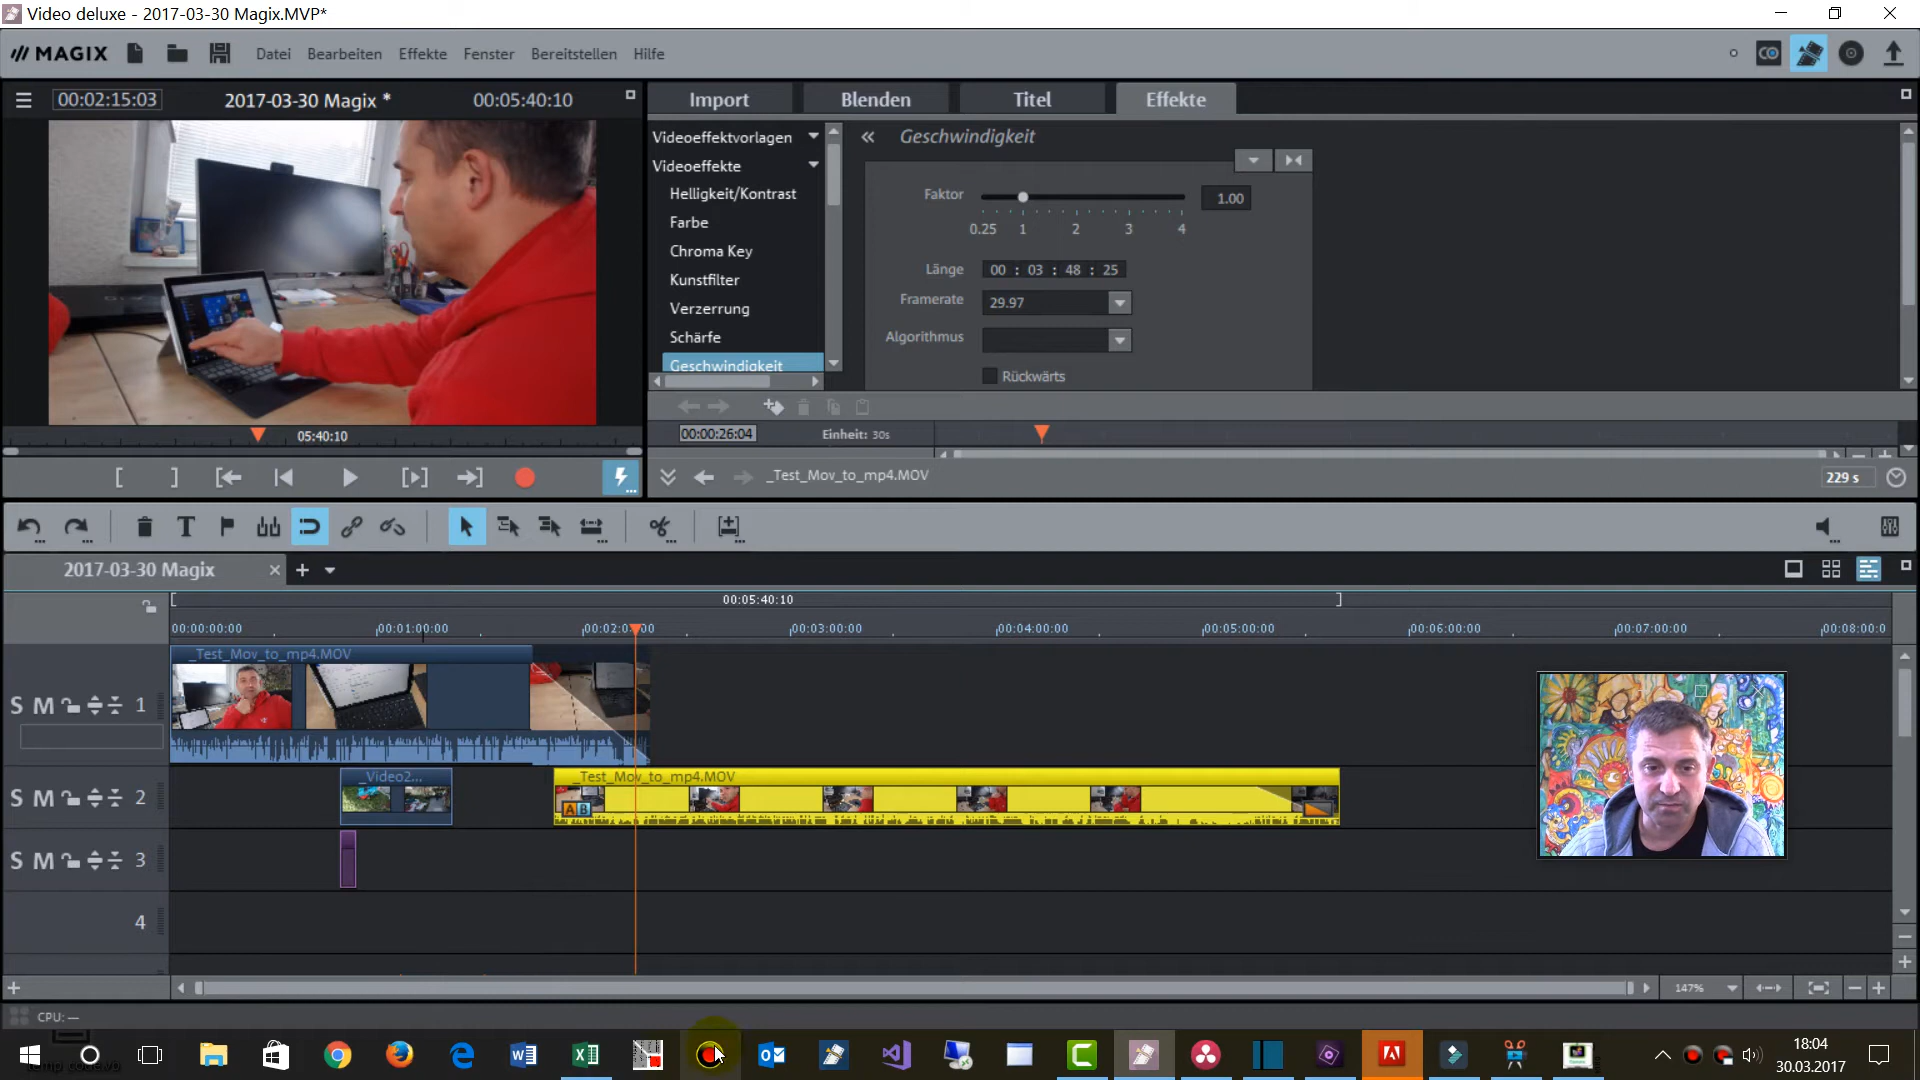 Video deluxe - 2017-03-30 Magix.MVP*
MAGIX Datei Bearbeiten Effekte Fenster Bereitstellen Hilfe
00:02:15:03 2017-03-30 Magix * 00:05:40:10
Import Blenden Titel Effekte
Videoeffektvorlagen
Videoeffekte
Helligkeit/Kontrast
Farbe
Chroma Key
Kunstfilter
Verzerrung
Schärfe
Geschwindigkeit
Geschwindigkeit
Faktor 1.00
0.25 1 2 3 4
Länge 00 : 03 : 48 : 25
Framerate 29.97
Algorithmus
Rückwärts
05:40:10
00:00:26:04 Einheit: 30s
_Test_Mov_to_mp4.MOV 229 s
2017-03-30 Magix
00:05:40:10
00:00:00:00 00:01:00:00 00:03:00:00 00:04:00:00 00:05:00:00 00:06:00:00 00:07:00:00 00:08:00:0
_Test_Mov_to_mp4.MOV
S M 1
_Video2... _Test_Mov_to_mp4.MOV
S M 2
A B
S M 3
4
147%
CPU: —
18:04
30.03.2017